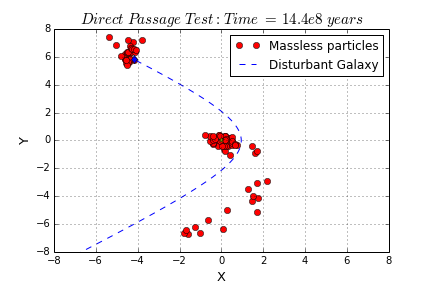 Direct Passage Test : Time = 14.4e8 years
Massless particles
Disturbant Galaxy
8
6
4
2
0
−2
−4
−6
−8
Y
−8 −6 −4 −2 0 2 4 6 8
X